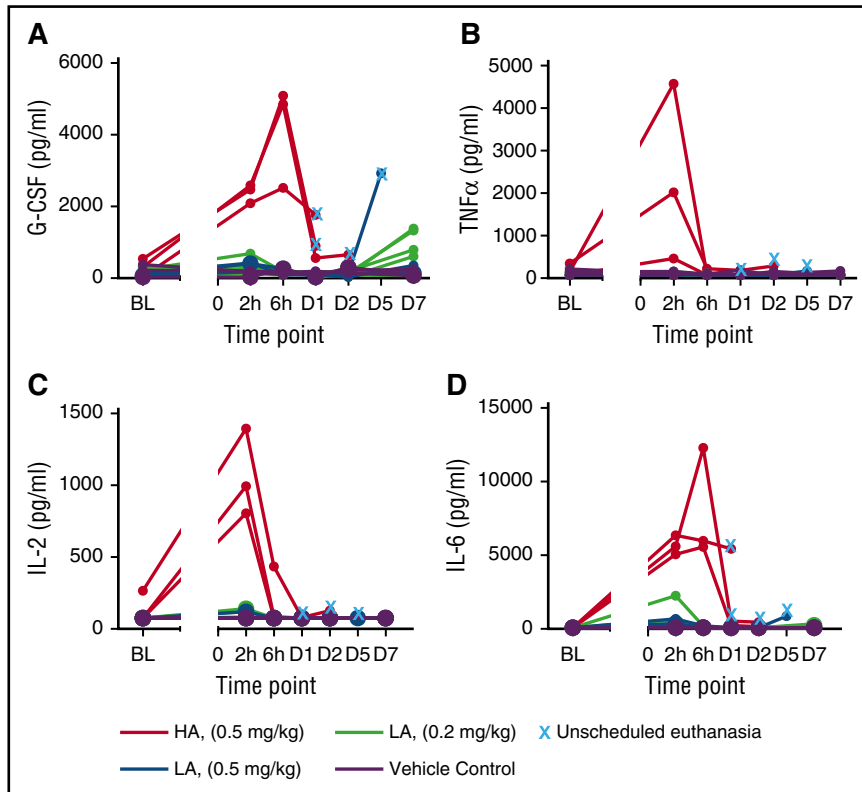 A
G-CSF (pg/ml)
6000
4000
2000
0
BL 0 2h 6h D1 D2 D5 D7
Time point
B
TNFα (pg/ml)
5000
4000
3000
2000
1000
0
BL 0 2h 6h D1 D2 D5 D7
Time point
C
IL-2 (pg/ml)
1500
1000
500
0
BL 0 2h 6h D1 D2 D5 D7
Time point
D
IL-6 (pg/ml)
15000
10000
5000
0
BL 0 2h 6h D1 D2 D5 D7
Time point
HA, (0.5 mg/kg) LA, (0.2 mg/kg) X Unscheduled euthanasia
LA, (0.5 mg/kg) Vehicle Control